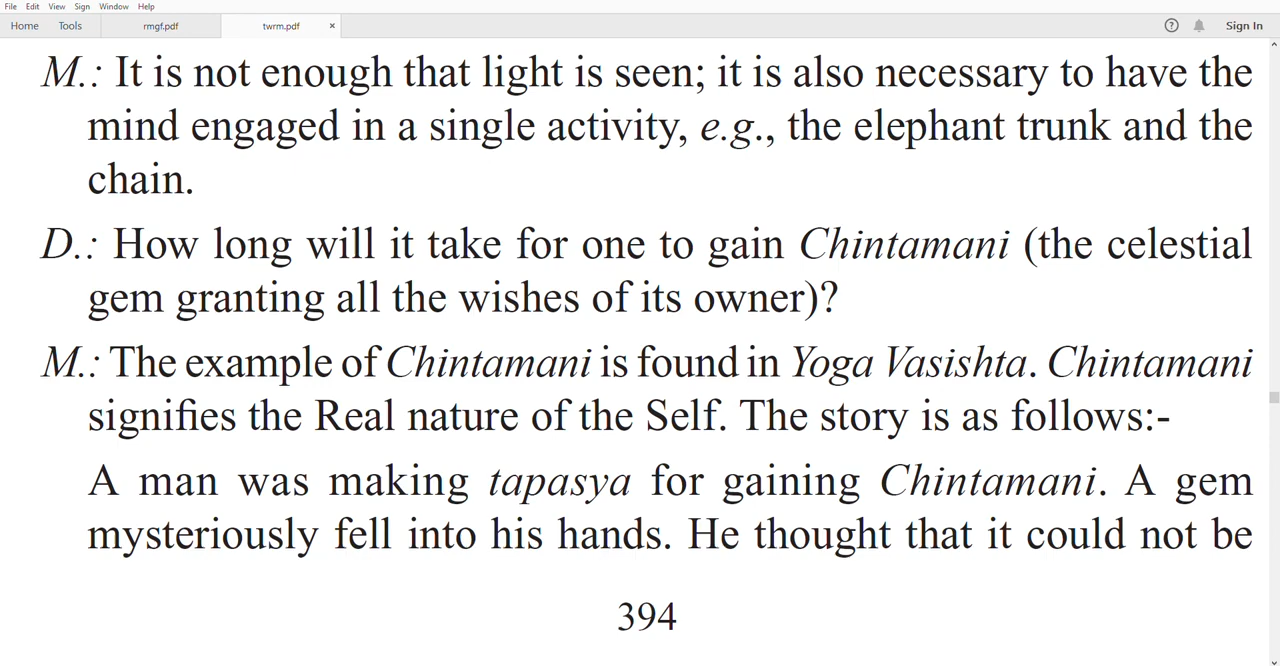 File Edit View Sign Window Help
Home Tools rmgf.pdf twrm.pdf × ? Sign In
M.: It is not enough that light is seen; it is also necessary to have the
mind engaged in a single activity, e.g., the elephant trunk and the
chain.
D.: How long will it take for one to gain Chintamani (the celestial
gem granting all the wishes of its owner)?
M.: The example of Chintamani is found in Yoga Vasishta. Chintamani
signifies the Real nature of the Self. The story is as follows:-
A man was making tapasya for gaining Chintamani. A gem
mysteriously fell into his hands. He thought that it could not be
394